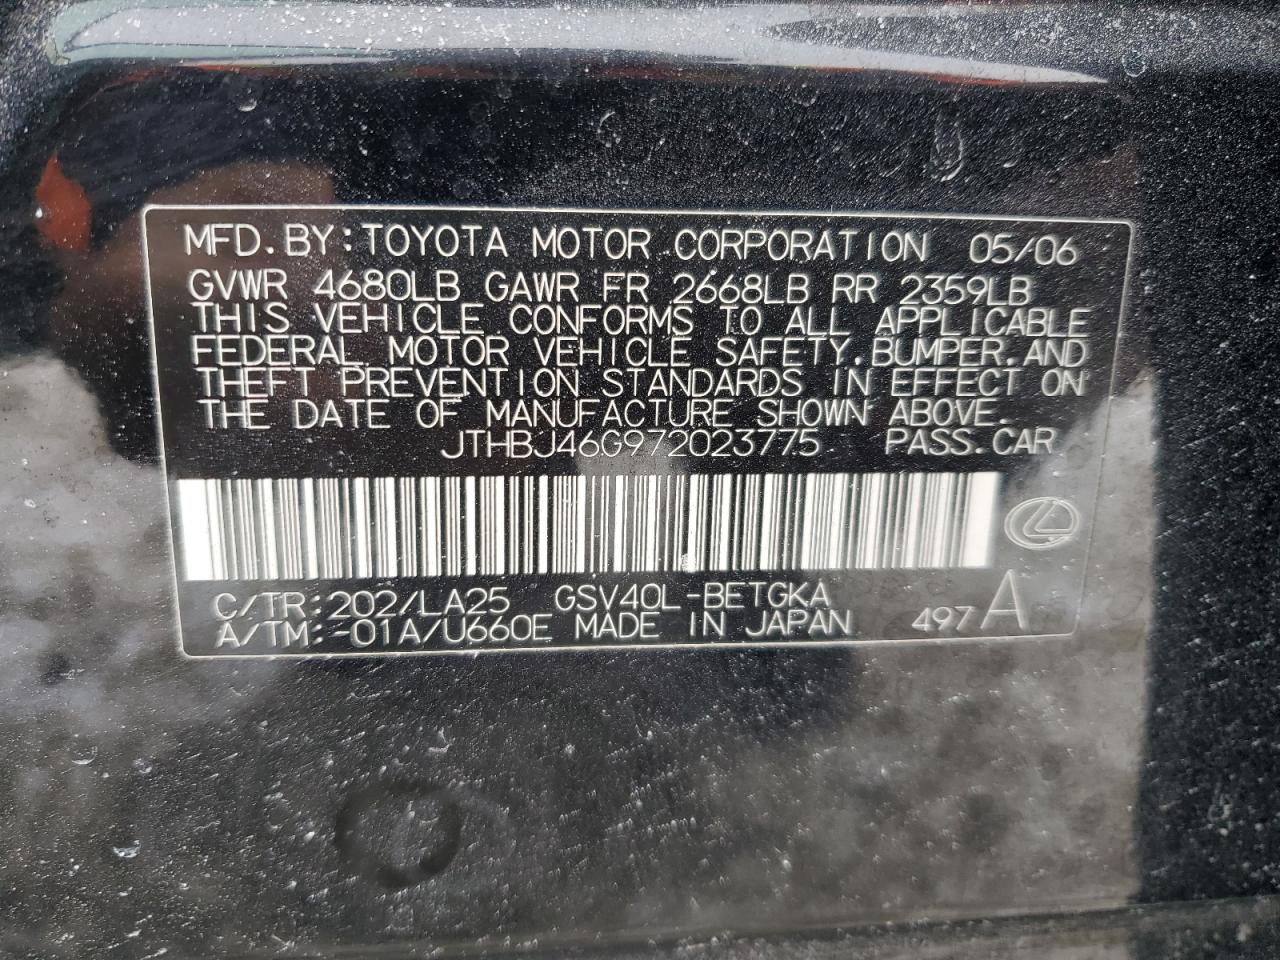 MFD.BY:TOYOTA MOTOR CORPORATION 05/06
GVWR 4680LB GAWR FR 2668LB RR 2359LB
THIS VEHICLE CONFORMS TO ALL APPLICABLE
FEDERAL MOTOR VEHICLE SAFETY,BUMPER,AND
THEFT PREVENTION STANDARDS IN EFFECT ON
THE DATE OF MANUFACTURE SHOWN ABOVE.
JTHBJ46G972023775 PASS.CAR
C/TR:202/LA25 GSV40L-BETGKA
A/TM:-01A/U660E MADE IN JAPAN 497 A